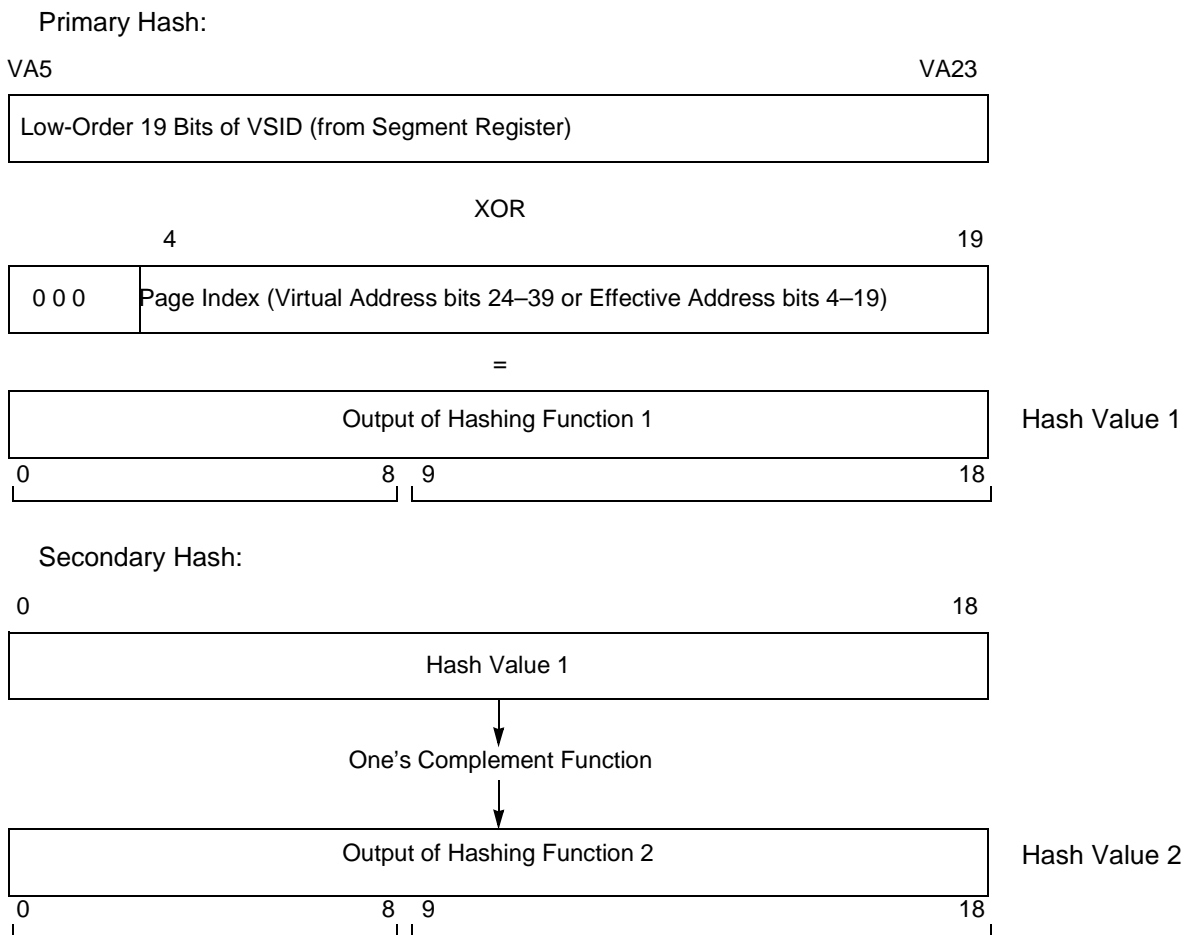 Primary Hash:
VA5 VA23
Low-Order 19 Bits of VSID (from Segment Register)
XOR
4 19
0 0 0 Page Index (Virtual Address bits 24–39 or Effective Address bits 4–19)
=
Output of Hashing Function 1 Hash Value 1
0 8 9 18
Secondary Hash:
0 18
Hash Value 1
One’s Complement Function
Output of Hashing Function 2 Hash Value 2
0 8 9 18